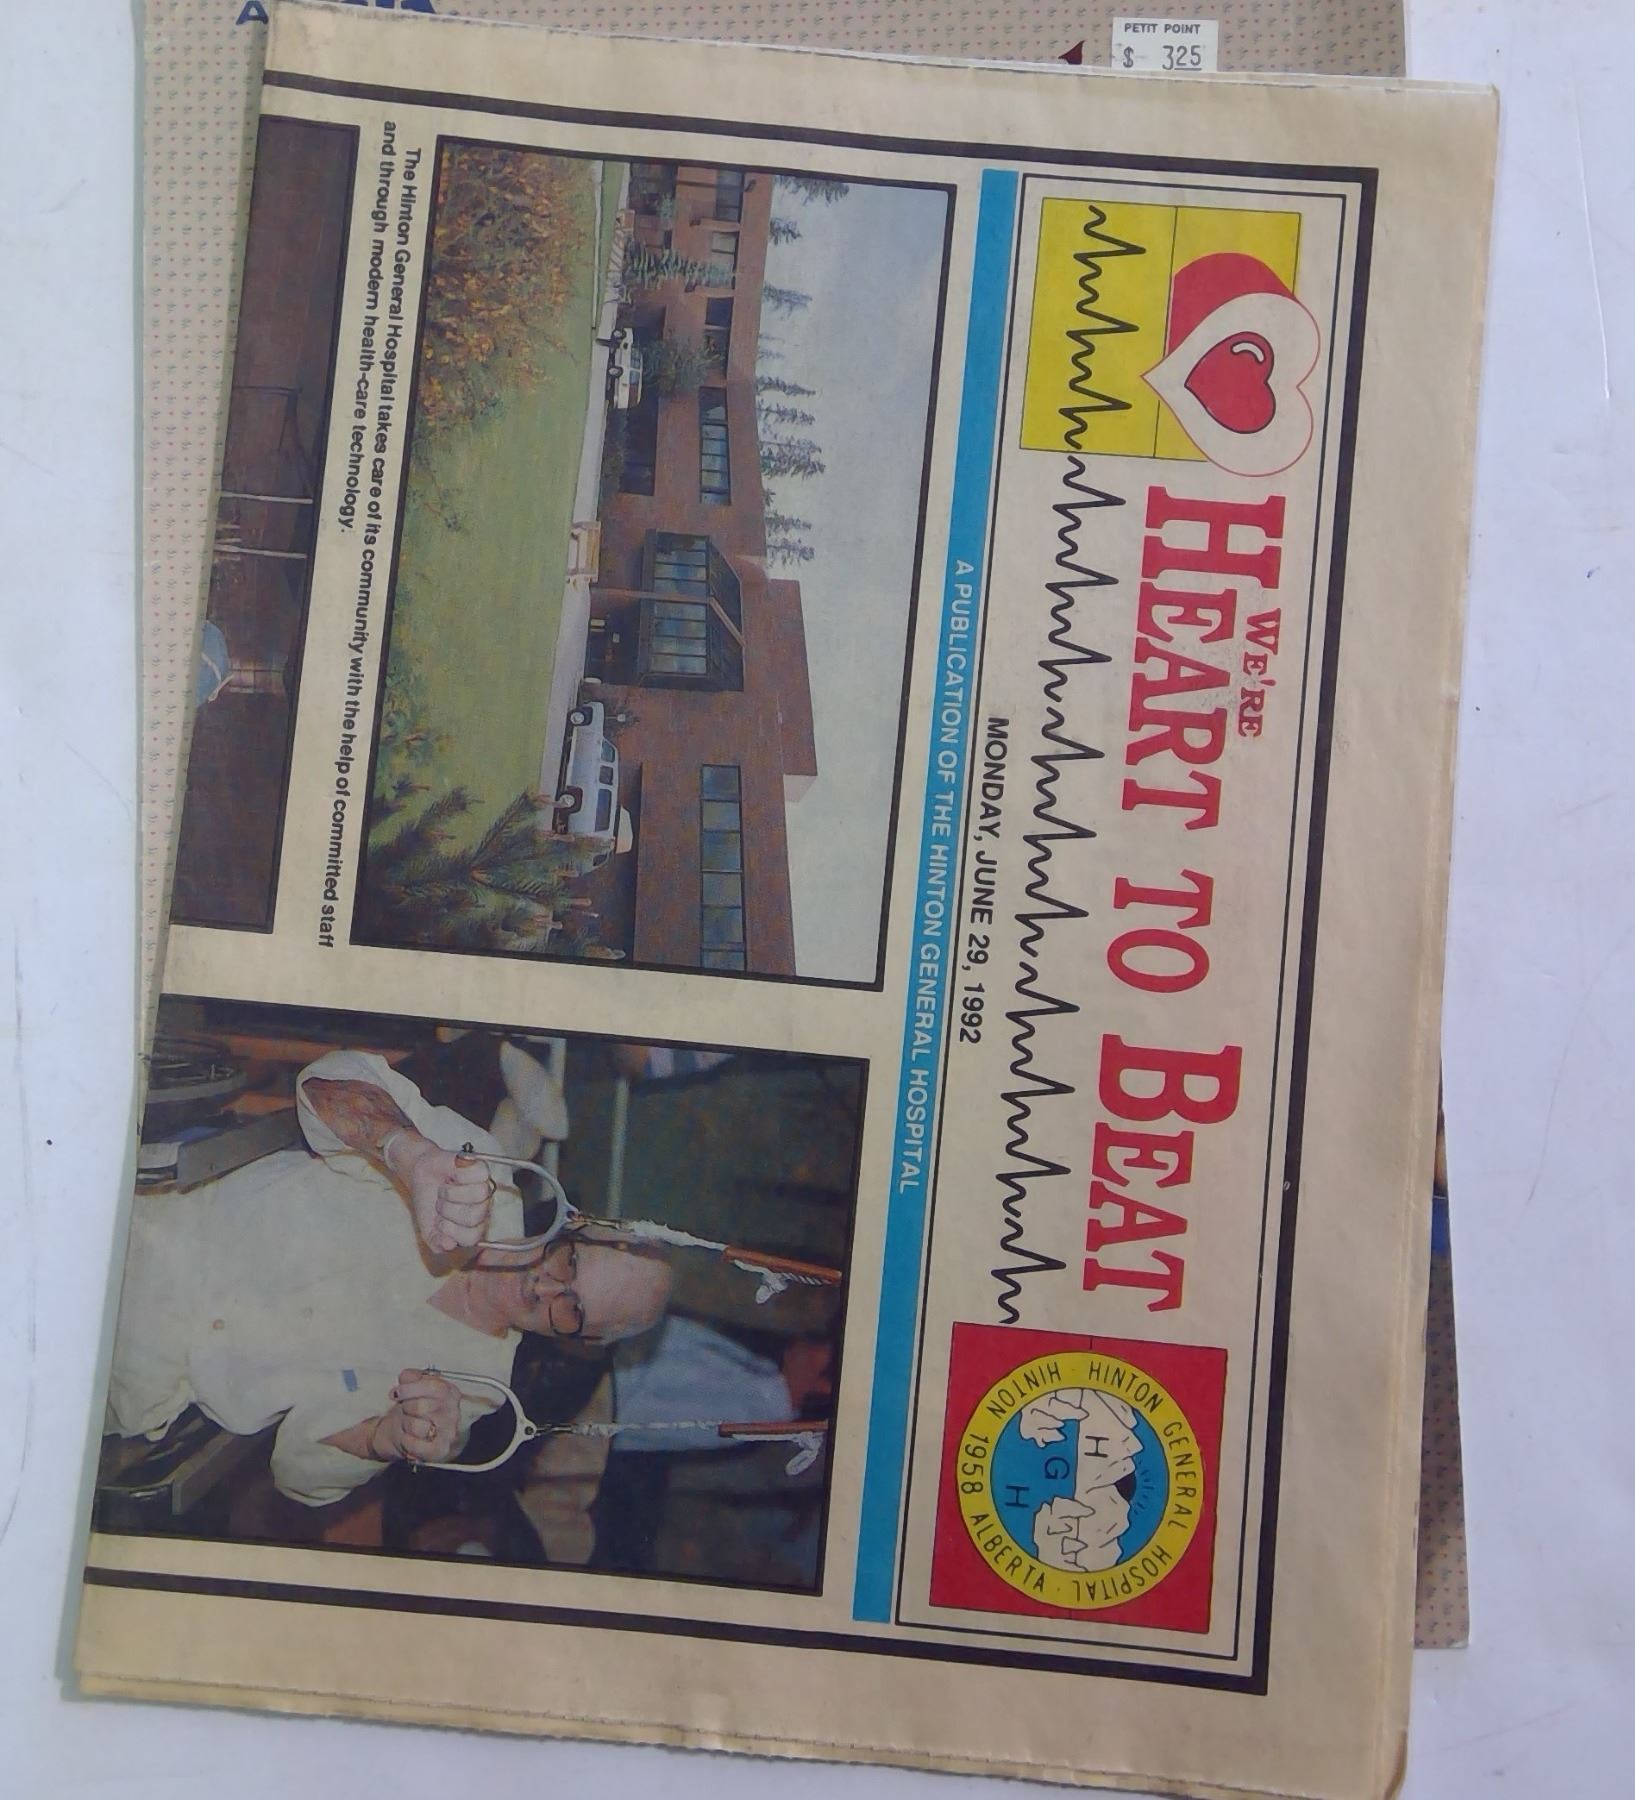 PETIT POINT
$ 325
WE'RE
HEART TO BEAT
MONDAY, JUNE 29, 1992
HINTON GENERAL HOSPITAL · HINTON 1958 ALBERTA ·
H
G
H
A PUBLICATION OF THE HINTON GENERAL HOSPITAL
The Hinton General Hospital takes care of its community with the help of committed staff
and through modern health-care technology.